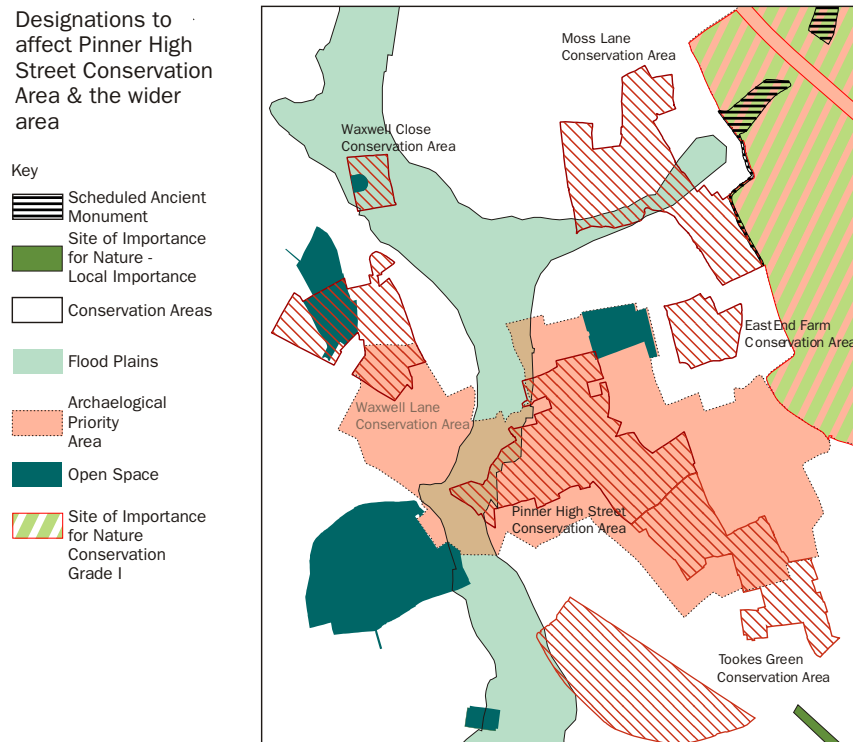 Designations to
affect Pinner High
Street Conservation
Area & the wider
area
Key
Scheduled Ancient
Monument
Site of Importance
for Nature -
Local Importance
Conservation Areas
Flood Plains
Archaelogical
Priority
Area
Open Space
Site of Importance
for Nature
Conservation
Grade I
Moss Lane
Conservation Area
Waxwell Close
Conservation Area
EastEnd Farm
Conservation Area
Waxwell Lane
Conservation Area
Pinner High Street
Conservation Area
Tookes Green
Conservation Area